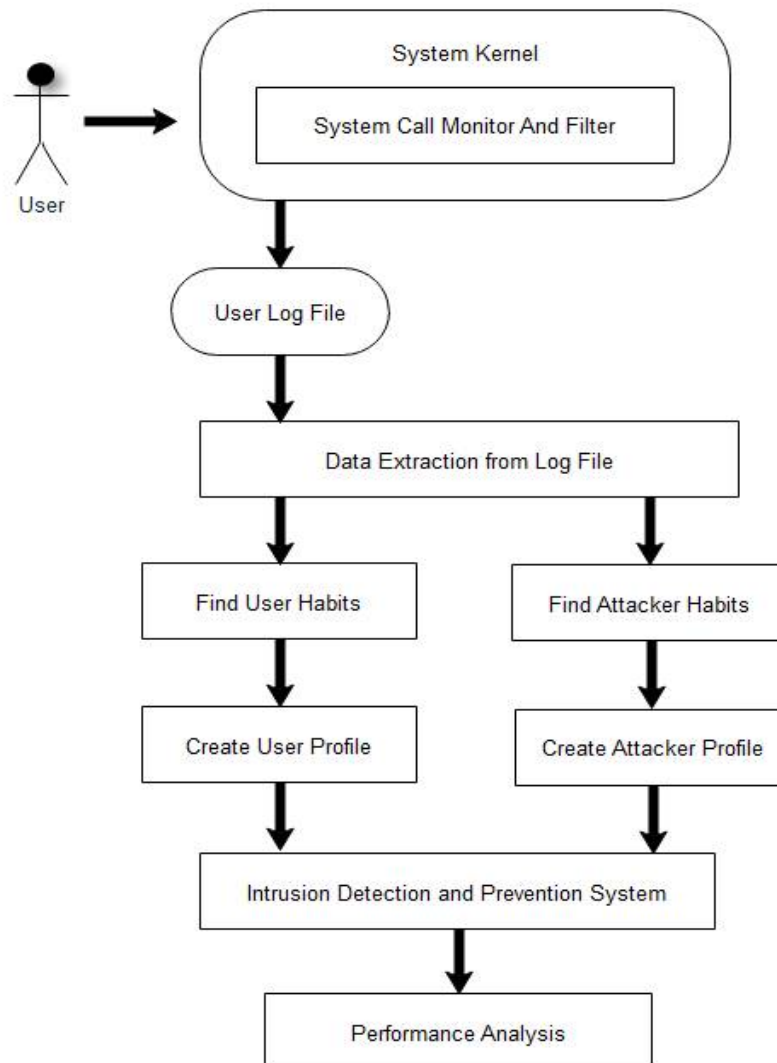 System Kernel
System Call Monitor And Filter
User
User Log File
Data Extraction from Log File
Find User Habits
Find Attacker Habits
Create User Profile
Create Attacker Profile
Intrusion Detection and Prevention System
Performance Analysis